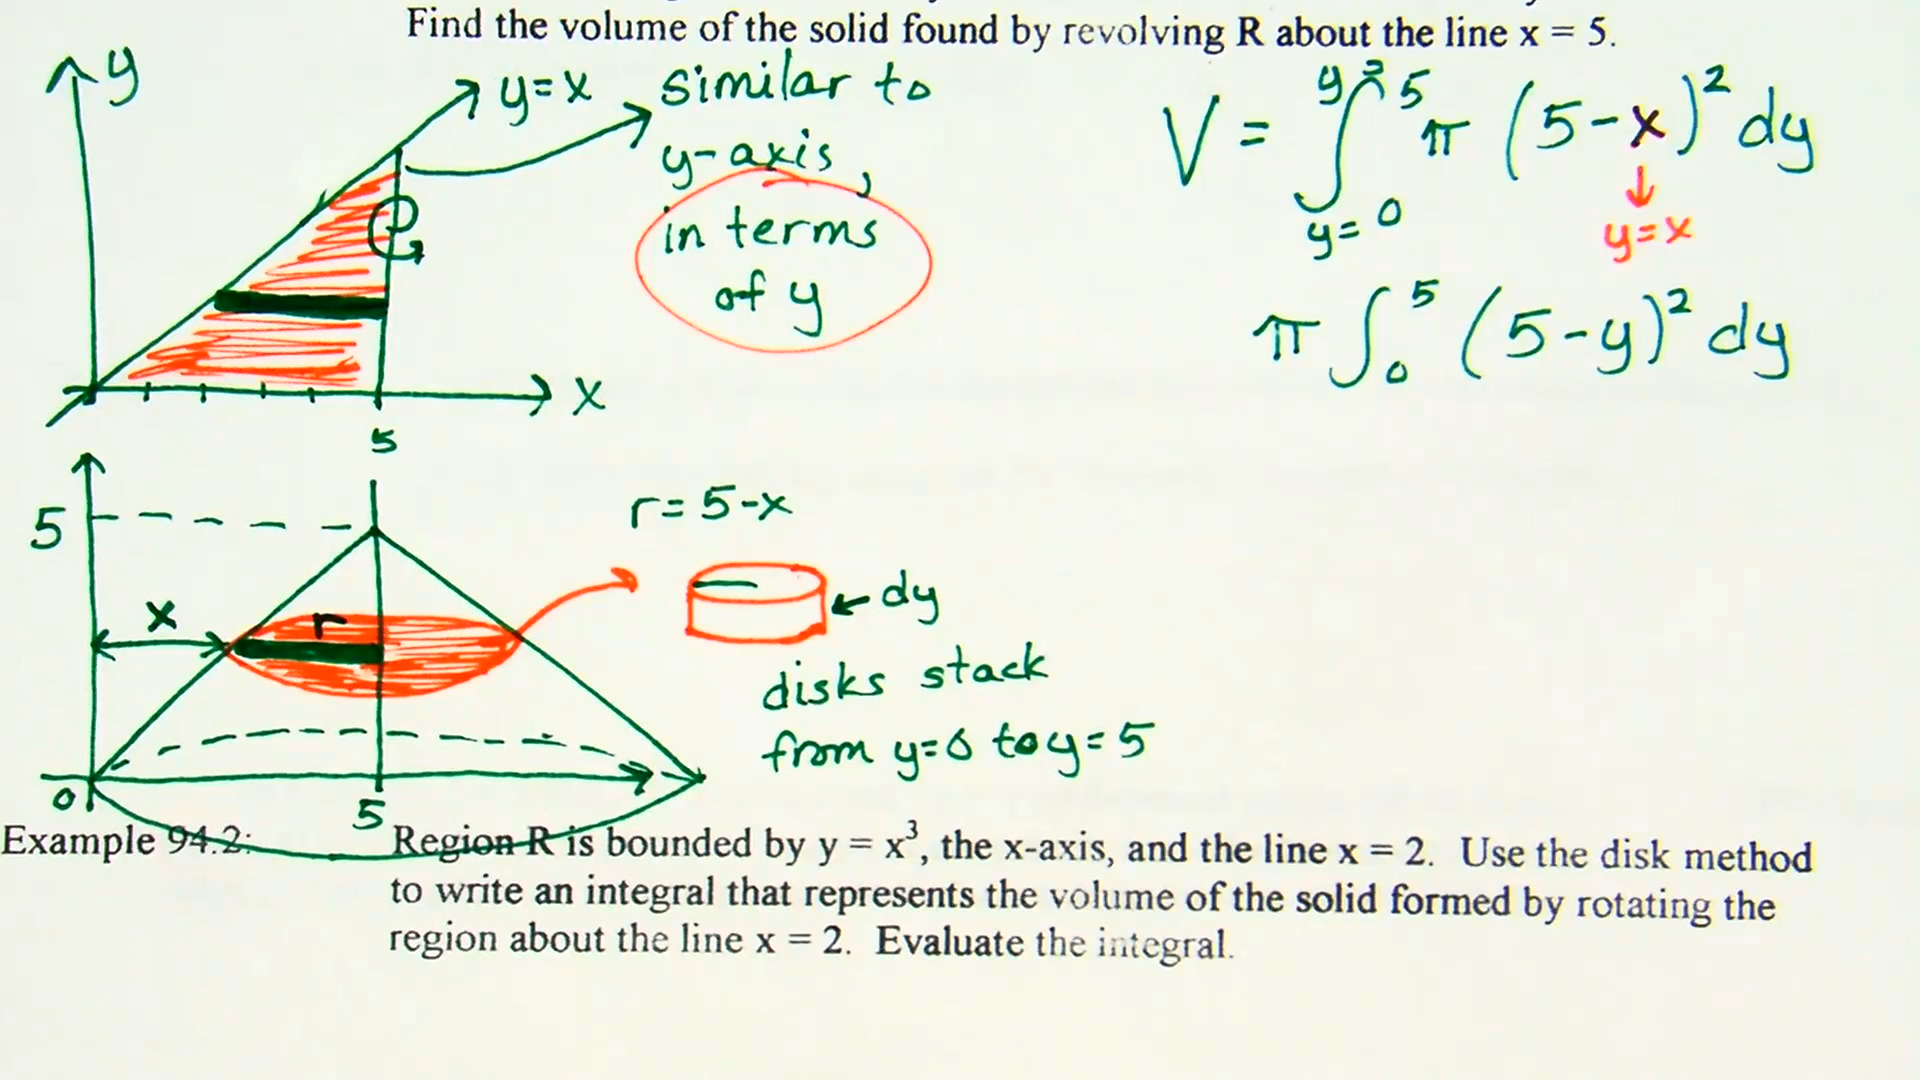 Find the volume of the solid found by revolving R about the line x = 5.
y
y=x
similar to
y-axis,
in terms
of y
x
5
V = ∫ y=5 y=0 π (5-x)² dy
↓
y=x
π ∫₀⁵ (5-y)² dy
5
x
r
0
5
r= 5-x
← dy
disks stack
from y=0 to y=5
Example 94.2: Region R is bounded by y = x³, the x-axis, and the line x = 2. Use the disk method
to write an integral that represents the volume of the solid formed by rotating the
region about the line x = 2. Evaluate the integral.